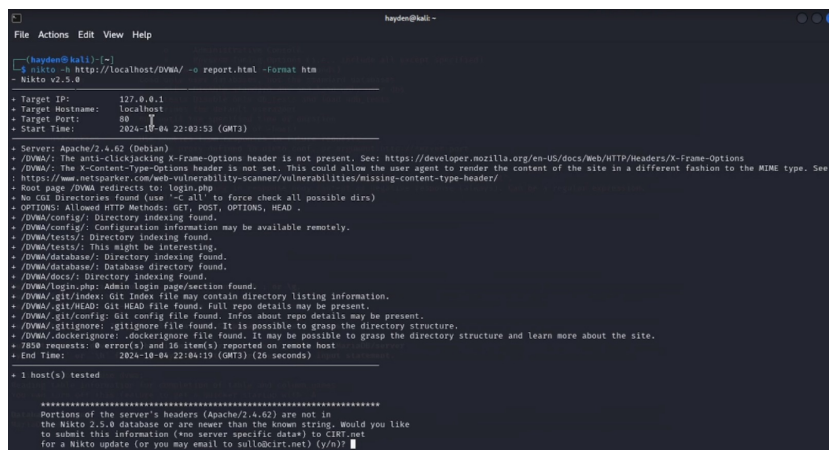 hayden@kali: ~
File Actions Edit View Help
(hayden㉿kali)-[~]
$ nikto -h http://localhost/DVWA/ -o report.html -Format htm
- Nikto v2.5.0
+ Target IP: 127.0.0.1
+ Target Hostname: localhost
+ Target Port: 80
+ Start Time: 2024-10-04 22:03:53 (GMT3)
+ Server: Apache/2.4.62 (Debian)
+ /DVWA/: The anti-clickjacking X-Frame-Options header is not present. See: https://developer.mozilla.org/en-US/docs/Web/HTTP/Headers/X-Frame-Options
+ /DVWA/: The X-Content-Type-Options header is not set. This could allow the user agent to render the content of the site in a different fashion to the MIME type. See
: https://www.netsparker.com/web-vulnerability-scanner/vulnerabilities/missing-content-type-header/
+ Root page /DVWA redirects to: login.php
+ No CGI Directories found (use '-C all' to force check all possible dirs)
+ OPTIONS: Allowed HTTP Methods: GET, POST, OPTIONS, HEAD .
+ /DVWA/config/: Directory indexing found.
+ /DVWA/config/: Configuration information may be available remotely.
+ /DVWA/tests/: Directory indexing found.
+ /DVWA/tests/: This might be interesting.
+ /DVWA/database/: Directory indexing found.
+ /DVWA/database/: Database directory found.
+ /DVWA/docs/: Directory indexing found.
+ /DVWA/login.php: Admin login page/section found.
+ /DVWA/.git/index: Git Index file may contain directory listing information.
+ /DVWA/.git/HEAD: Git HEAD file found. Full repo details may be present.
+ /DVWA/.git/config: Git config file found. Infos about repo details may be present.
+ /DVWA/.gitignore: .gitignore file found. It is possible to grasp the directory structure.
+ /DVWA/.dockerignore: .dockerignore file found. It may be possible to grasp the directory structure and learn more about the site.
+ 7850 requests: 0 error(s) and 16 item(s) reported on remote host
+ End Time: 2024-10-04 22:04:19 (GMT3) (26 seconds)
+ 1 host(s) tested
*********************************************************************
Portions of the server's headers (Apache/2.4.62) are not in
the Nikto 2.5.0 database or are newer than the known string. Would you like
to submit this information (*no server specific data*) to CIRT.net
for a Nikto update (or you may email to sullo@cirt.net) (y/n)?